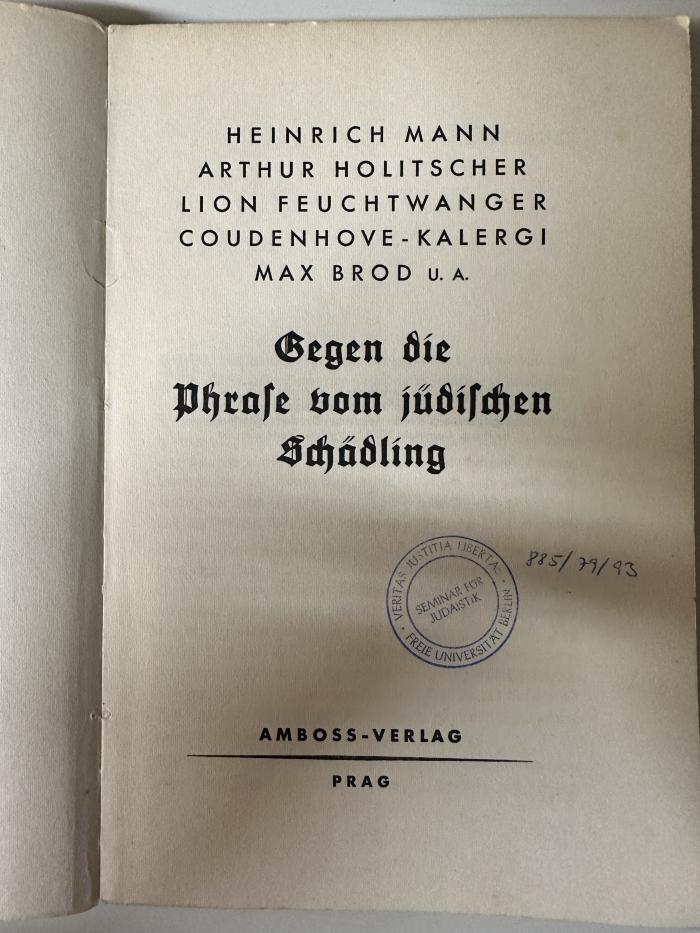 HEINRICH MANN
ARTHUR HOLITSCHER
LION FEUCHTWANGER
COUDENHOVE-KALERGI
MAX BROD U. A.
Gegen die
Phraſe vom jüdiſchen
Schädling
VERITAS JUSTITIA LIBERTAS
SEMINAR FÜR
JUDAISTIK
FREIE UNIVERSITÄT BERLIN
885/79/93
AMBOSS-VERLAG
PRAG